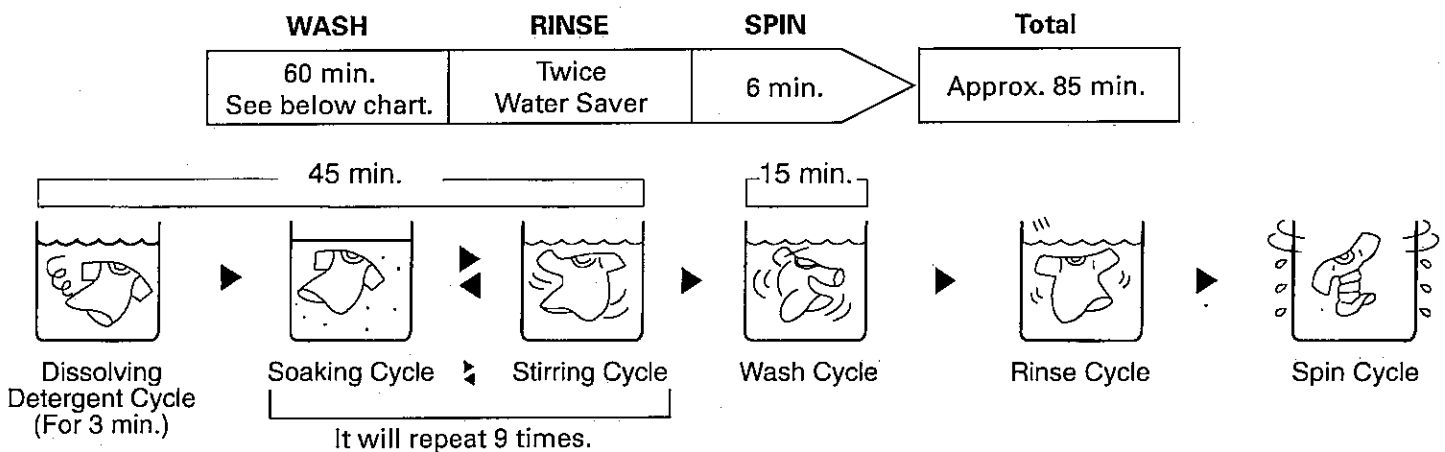 WASH RINSE SPIN Total
60 min. Twice 6 min. Approx. 85 min.
See below chart. Water Saver
45 min. 15 min.
Dissolving Soaking Cycle Stirring Cycle Wash Cycle Rinse Cycle Spin Cycle
Detergent Cycle
(For 3 min.)
It will repeat 9 times.